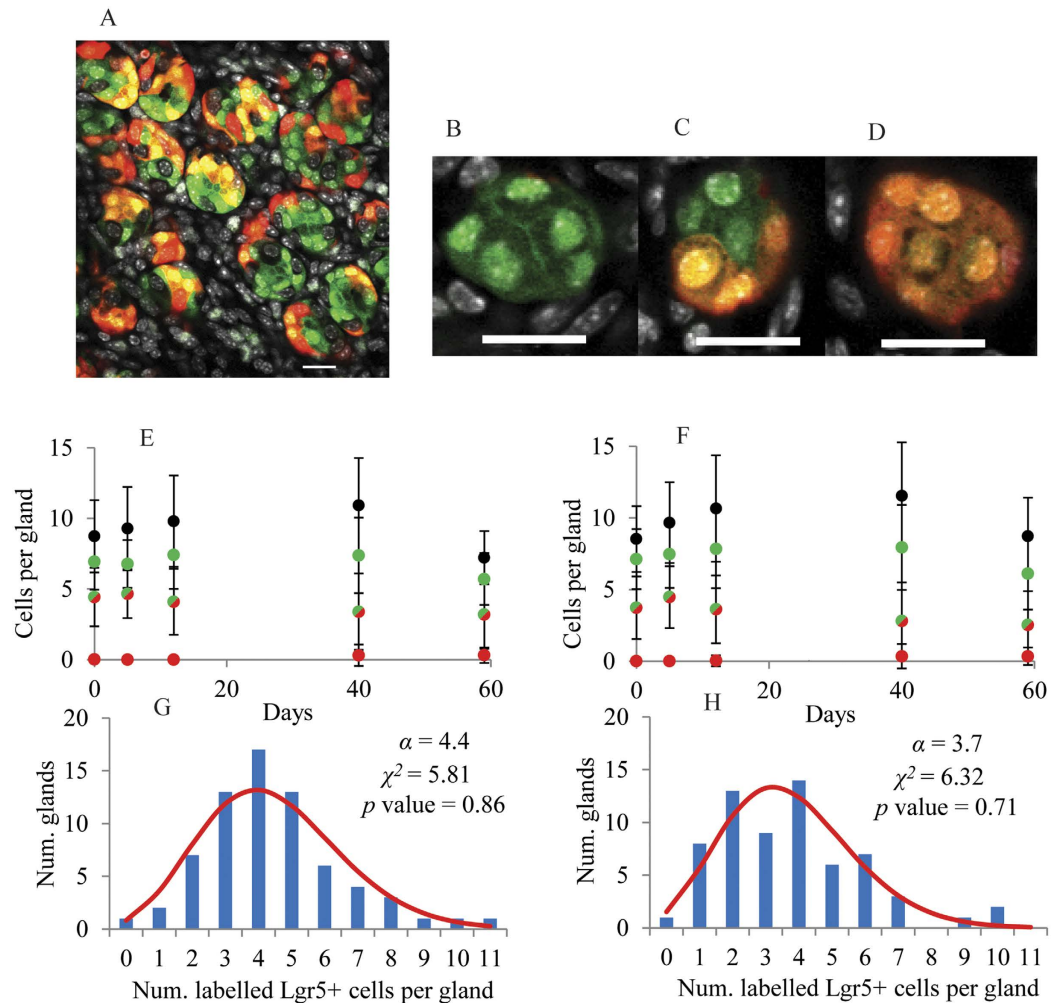 A
B
C
D
E
15
10
5
0
Cells per gland
0
20
40
60
Days
F
15
10
5
0
Cells per gland
0
20
40
60
Days
G
20
15
10
5
0
Num. glands
α = 4.4
χ² = 5.81
p value = 0.86
0 1 2 3 4 5 6 7 8 9 10 11
Num. labelled Lgr5+ cells per gland
H
20
15
10
5
0
Num. glands
α = 3.7
χ² = 6.32
p value = 0.71
0 1 2 3 4 5 6 7 8 9 10 11
Num. labelled Lgr5+ cells per gland